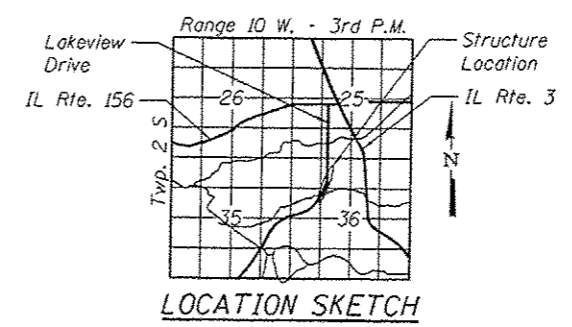 Range 10 W. - 3rd P.M.
Lakeview
Drive
Structure
Location
IL Rte. 156
26
25
IL Rte. 3
Twp. 2 S
N
35
36
LOCATION SKETCH